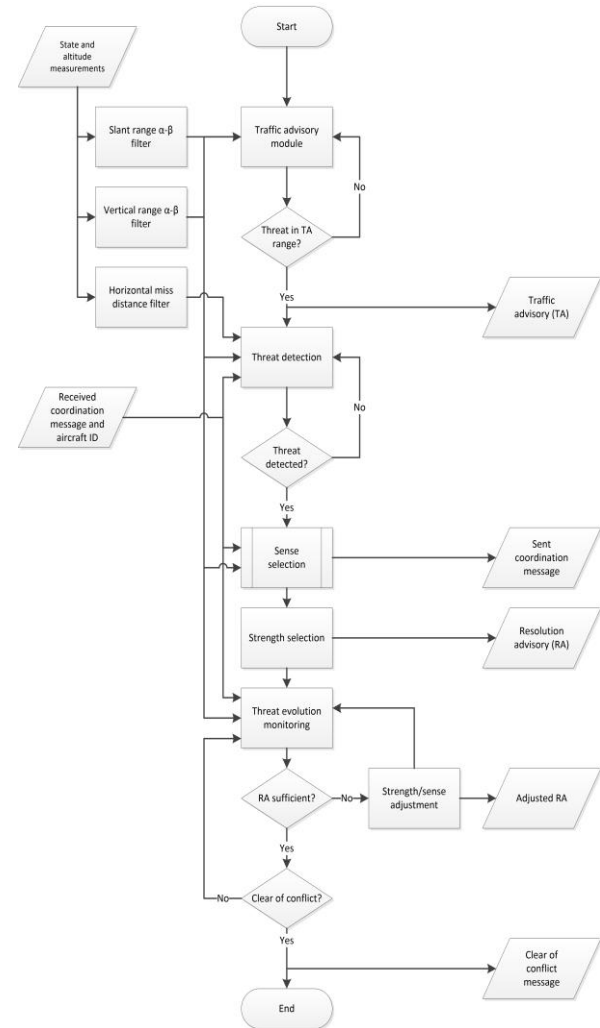 Start
State and
altitude
measurements
Slant range α-β
filter
Traffic advisory
module
No
Vertical range α-β
filter
Threat in TA
range?
Horizontal miss
distance filter
Yes
Traffic
advisory (TA)
Threat detection
Received
coordination
message and
aircraft ID
No
Threat
detected?
Yes
Sense
selection
Sent
coordination
message
Strength selection
Resolution
advisory (RA)
Threat evolution
monitoring
RA sufficient?
No
Strength/sense
adjustment
Adjusted RA
Yes
No
Clear of conflict?
Yes
Clear of
conflict
message
End